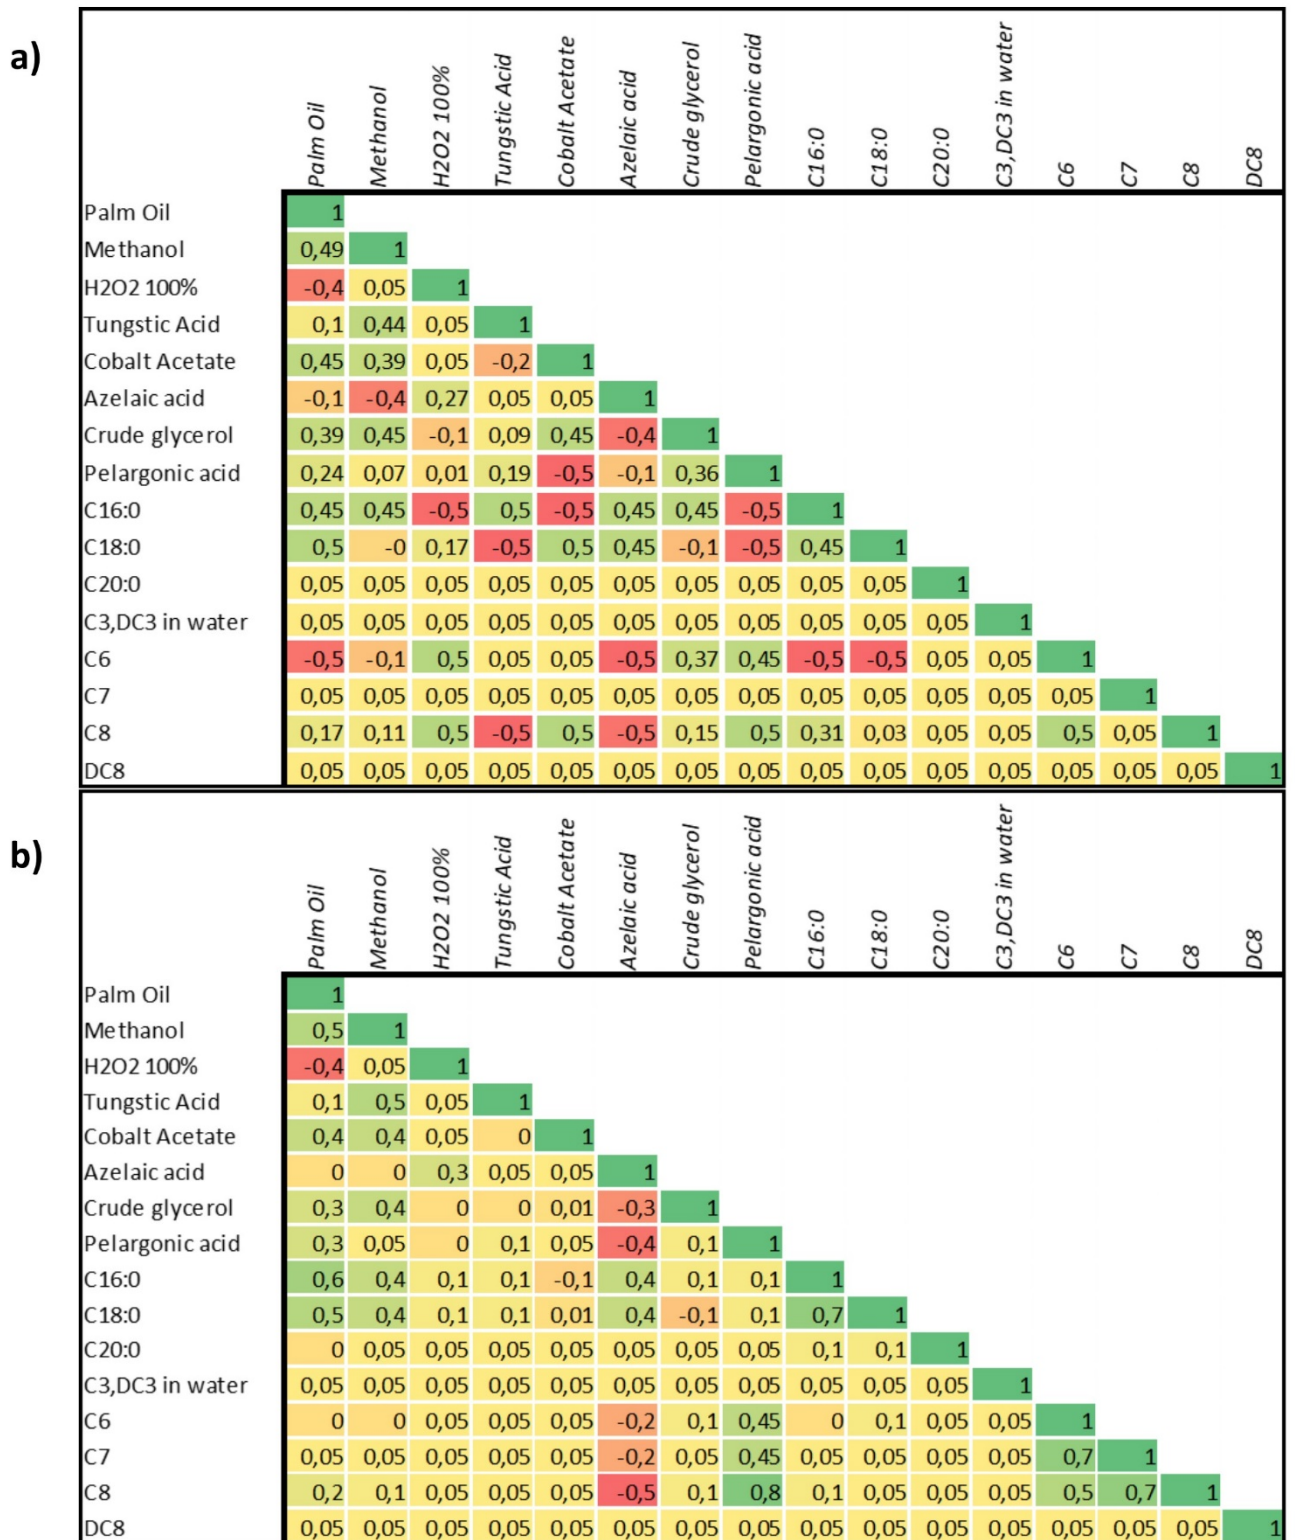 a)
Palm Oil Methanol H2O2 100% Tungstic Acid Cobalt Acetate Azelaic acid Crude glycerol Pelargonic acid C16:0 C18:0 C20:0 C3,DC3 in water C6 C7 C8 DC8
Palm Oil 1
Methanol 0,49 1
H2O2 100% -0,4 0,05 1
Tungstic Acid 0,1 0,44 0,05 1
Cobalt Acetate 0,45 0,39 0,05 -0,2 1
Azelaic acid -0,1 -0,4 0,27 0,05 0,05 1
Crude glycerol 0,39 0,45 -0,1 0,09 0,45 -0,4 1
Pelargonic acid 0,24 0,07 0,01 0,19 -0,5 -0,1 0,36 1
C16:0 0,45 0,45 -0,5 0,5 -0,5 0,45 0,45 -0,5 1
C18:0 0,5 -0 0,17 -0,5 0,5 0,45 -0,1 -0,5 0,45 1
C20:0 0,05 0,05 0,05 0,05 0,05 0,05 0,05 0,05 0,05 0,05 1
C3,DC3 in water 0,05 0,05 0,05 0,05 0,05 0,05 0,05 0,05 0,05 0,05 0,05 1
C6 -0,5 -0,1 0,5 0,05 0,05 -0,5 0,37 0,45 -0,5 -0,5 0,05 0,05 1
C7 0,05 0,05 0,05 0,05 0,05 0,05 0,05 0,05 0,05 0,05 0,05 0,05 0,05 1
C8 0,17 0,11 0,5 -0,5 0,5 -0,5 0,15 0,5 0,31 0,03 0,05 0,05 0,5 0,05 1
DC8 0,05 0,05 0,05 0,05 0,05 0,05 0,05 0,05 0,05 0,05 0,05 0,05 0,05 0,05 0,05 1
b)
Palm Oil Methanol H2O2 100% Tungstic Acid Cobalt Acetate Azelaic acid Crude glycerol Pelargonic acid C16:0 C18:0 C20:0 C3,DC3 in water C6 C7 C8 DC8
Palm Oil 1
Methanol 0,5 1
H2O2 100% -0,4 0,05 1
Tungstic Acid 0,1 0,5 0,05 1
Cobalt Acetate 0,4 0,4 0,05 0 1
Azelaic acid 0 0 0,3 0,05 0,05 1
Crude glycerol 0,3 0,4 0 0 0,01 -0,3 1
Pelargonic acid 0,3 0,05 0 0,1 0,05 -0,4 0,1 1
C16:0 0,6 0,4 0,1 0,1 -0,1 0,4 0,1 0,1 1
C18:0 0,5 0,4 0,1 0,1 0,01 0,4 -0,1 0,1 0,7 1
C20:0 0 0,05 0,05 0,05 0,05 0,05 0,05 0,05 0,1 0,1 1
C3,DC3 in water 0,05 0,05 0,05 0,05 0,05 0,05 0,05 0,05 0,05 0,05 0,05 1
C6 0 0 0,05 0,05 0,05 -0,2 0,1 0,45 0 0,1 0,05 0,05 1
C7 0,05 0,05 0,05 0,05 0,05 -0,2 0,05 0,45 0,05 0,05 0,05 0,05 0,7 1
C8 0,2 0,1 0,05 0,05 0,05 -0,5 0,1 0,8 0,1 0,05 0,05 0,05 0,5 0,7 1
DC8 0,05 0,05 0,05 0,05 0,05 0,05 0,05 0,05 0,05 0,05 0,05 0,05 0,05 0,05 0,05 1